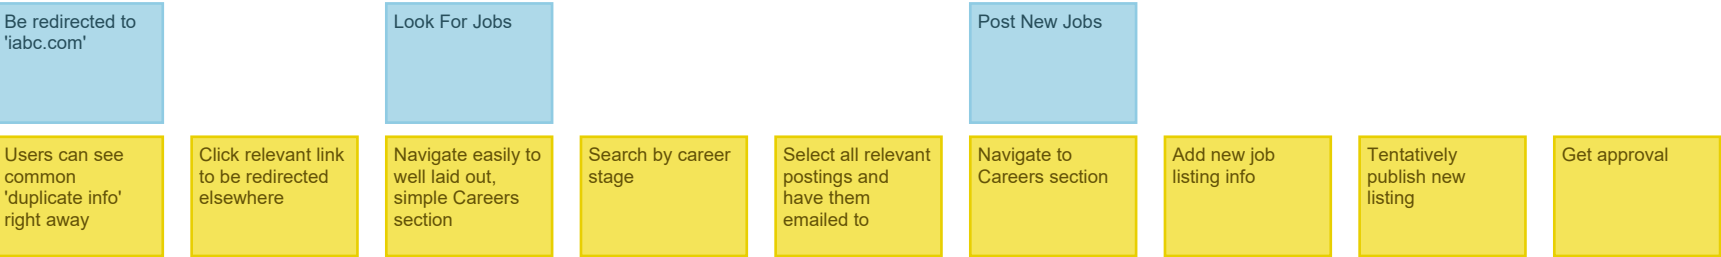 Be redirected to
'iabc.com'
Look For Jobs
Post New Jobs
Users can see
common
'duplicate info'
right away
Click relevant link
to be redirected
elsewhere
Navigate easily to
well laid out,
simple Careers
section
Search by career
stage
Select all relevant
postings and
have them
emailed to
Navigate to
Careers section
Add new job
listing info
Tentatively
publish new
listing
Get approval